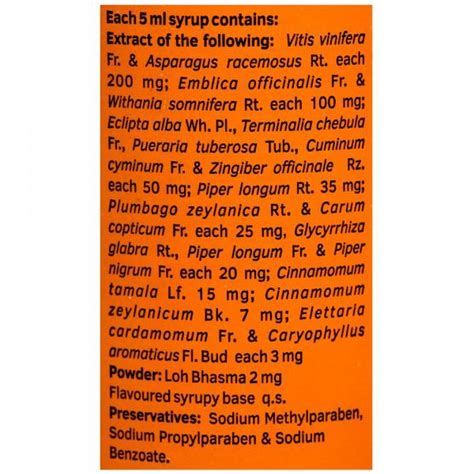 Each 5 ml syrup contains:
Extract of the following: Vitis vinifera
Fr. & Asparagus racemosus Rt. each
200 mg; Emblica officinalis Fr. &
Withania somnifera Rt. each 100 mg;
Eclipta alba Wh. Pl., Terminalia chebula
Fr., Pueraria tuberosa Tub., Cuminum
cyminum Fr. & Zingiber officinale Rz.
each 50 mg; Piper longum Rt. 35 mg;
Plumbago zeylanica Rt. & Carum
copticum Fr. each 25 mg, Glycyrrhiza
glabra Rt., Piper longum Fr. & Piper
nigrum Fr. each 20 mg; Cinnamomum
tamala Lf. 15 mg; Cinnamomum
zeylanicum Bk. 7 mg; Elettaria
cardamomum Fr. & Caryophyllus
aromaticus Fl. Bud each 3 mg
Powder: Loh Bhasma 2 mg
Flavoured syrupy base q.s.
Preservatives: Sodium Methylparaben,
Sodium Propylparaben & Sodium
Benzoate.